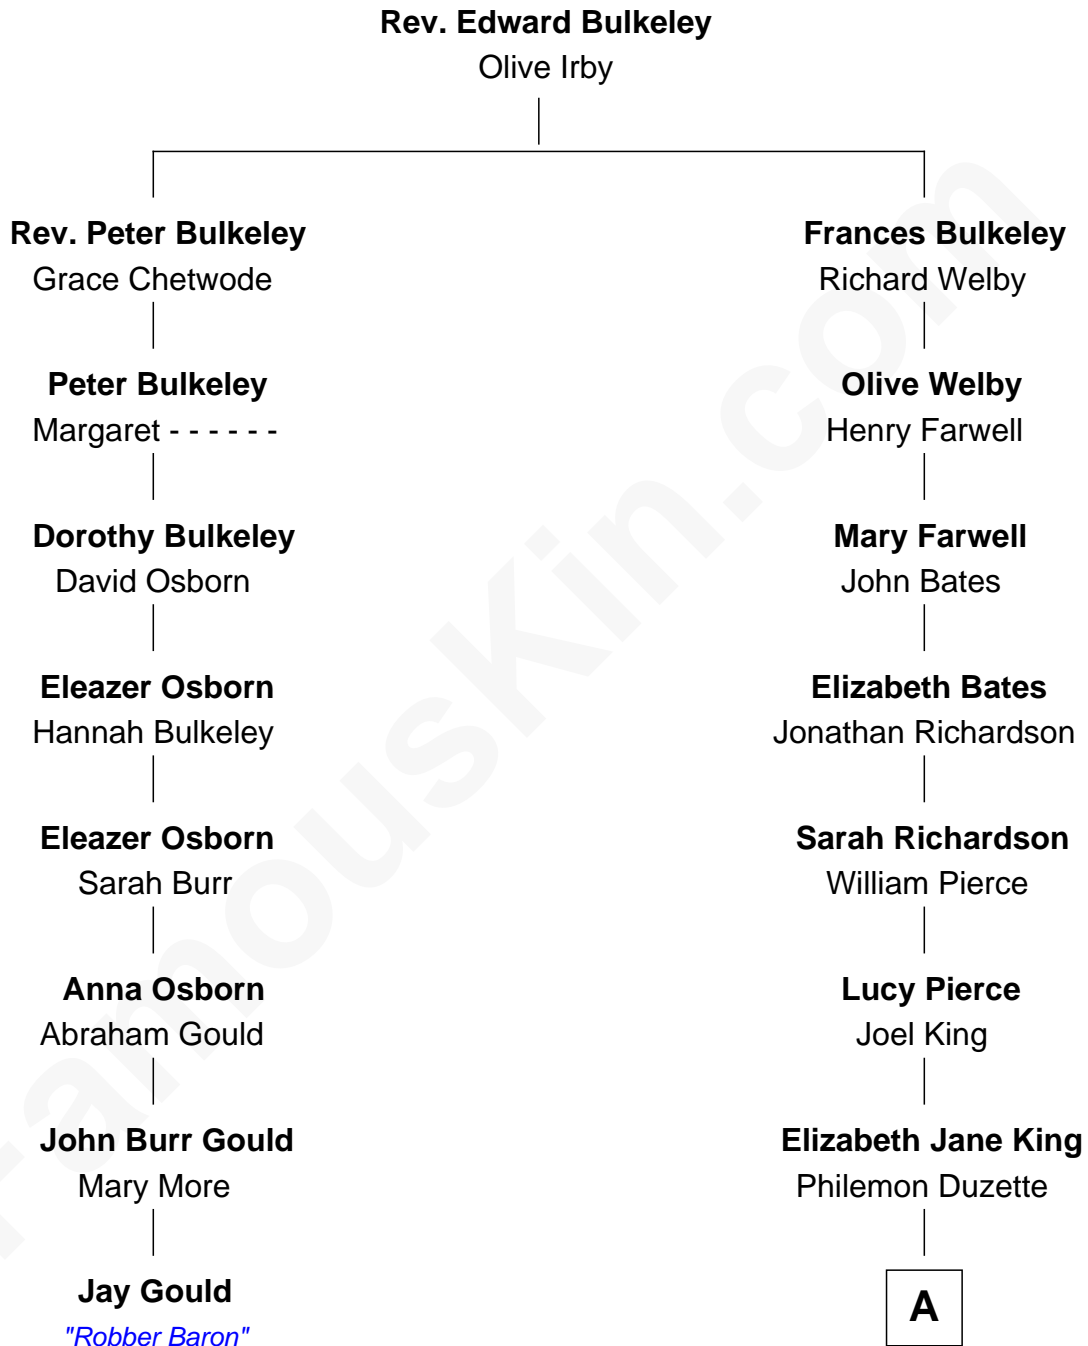 Rev. Edward Bulkeley
Olive Irby
Rev. Peter Bulkeley
Grace Chetwode
Frances Bulkeley
Richard Welby
Peter Bulkeley
Margaret - - - - - -
Olive Welby
Henry Farwell
Dorothy Bulkeley
David Osborn
Mary Farwell
John Bates
Eleazer Osborn
Hannah Bulkeley
Elizabeth Bates
Jonathan Richardson
Eleazer Osborn
Sarah Burr
Sarah Richardson
William Pierce
Anna Osborn
Abraham Gould
Lucy Pierce
Joel King
John Burr Gould
Mary More
Elizabeth Jane King
Philemon Duzette
Jay Gould
"Robber Baron"
A
FamousKin.com